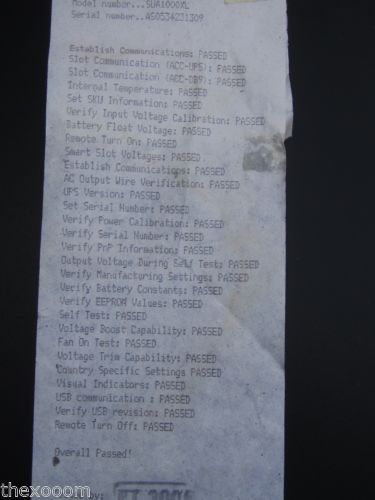 Model number...SUA1000XL
Serial number..AS0534231309
Establish Communications: PASSED
Slot Communication (ACC-UPS): PASSED
Slot Communication (ACC-DB9): PASSED
Internal Temperature: PASSED
Set SKU Information: PASSED
Verify Input Voltage Calibration: PASSED
Battery Float Voltage: PASSED
Remote Turn On: PASSED
Smart Slot Voltages: PASSED
Establish Communications: PASSED
AC Output Wire Verification: PASSED
UPS Version: PASSED
Set Serial Number: PASSED
Verify Power Calibration: PASSED
Verify Serial Number: PASSED
Verify PnP Information: PASSED
Output Voltage During Self Test: PASSED
Verify Manufacturing Settings: PASSED
Verify Battery Constants: PASSED
Verify EEPROM Values: PASSED
Self Test: PASSED
Voltage Boost Capability: PASSED
Fan On Test: PASSED
Voltage Trim Capability: PASSED
Country Specific Settings PASSED
Visual Indicators: PASSED
USB communication : PASSED
Verify USB revision: PASSED
Remote Turn Off: PASSED
Overall Passed!
thexooom